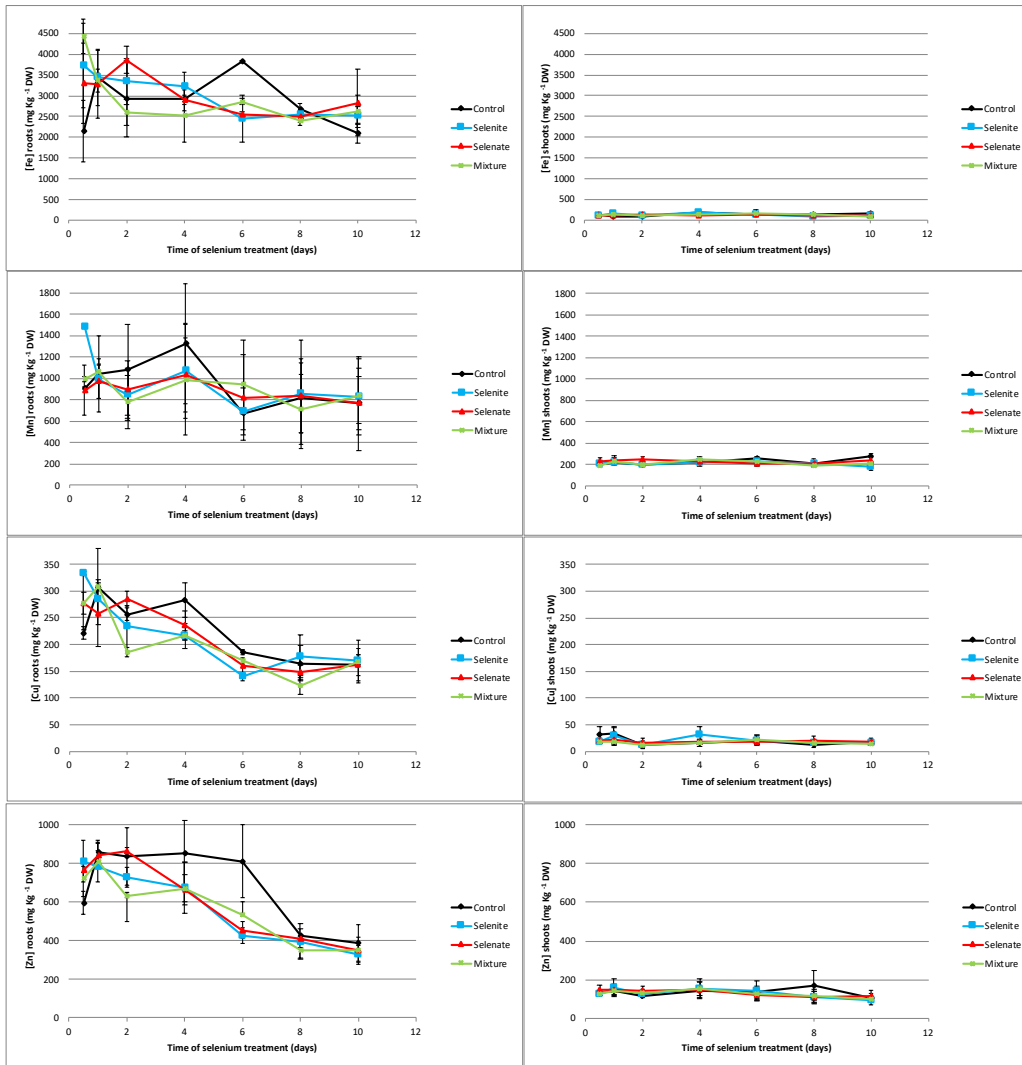 [Fe] roots (mg Kg -1 DW)
4500
4000
3500
3000
2500
2000
1500
1000
500
0
0 2 4 6 8 10 12
Time of selenium treatment (days)
Control
Selenite
Selenate
Mixture
[Fe] shoots (mg Kg -1 DW)
4500
4000
3500
3000
2500
2000
1500
1000
500
0
0 2 4 6 8 10 12
Time of selenium treatment (days)
Control
Selenite
Selenate
Mixture
[Mn] roots (mg Kg -1 DW)
1800
1600
1400
1200
1000
800
600
400
200
0
0 2 4 6 8 10 12
Time of selenium treatment (days)
Control
Selenite
Selenate
Mixture
[Mn] shoots (mg Kg -1 DW)
1800
1600
1400
1200
1000
800
600
400
200
0
0 2 4 6 8 10 12
Time of selenium treatment (days)
Control
Selenite
Selenate
Mixture
[Cu] roots (mg Kg -1 DW)
350
300
250
200
150
100
50
0
0 2 4 6 8 10 12
Time of selenium treatment (days)
Control
Selenite
Selenate
Mixture
[Cu] shoots (mg Kg -1 DW)
350
300
250
200
150
100
50
0
0 2 4 6 8 10 12
Time of selenium treatment (days)
Control
Selenite
Selenate
Mixture
[Zn] roots (mg Kg -1 DW)
1000
800
600
400
200
0
0 2 4 6 8 10 12
Time of selenium treatment (days)
Control
Selenite
Selenate
Mixture
[Zn] shoots (mg Kg -1 DW)
1000
800
600
400
200
0
0 2 4 6 8 10 12
Time of selenium treatment (days)
Control
Selenite
Selenate
Mixture